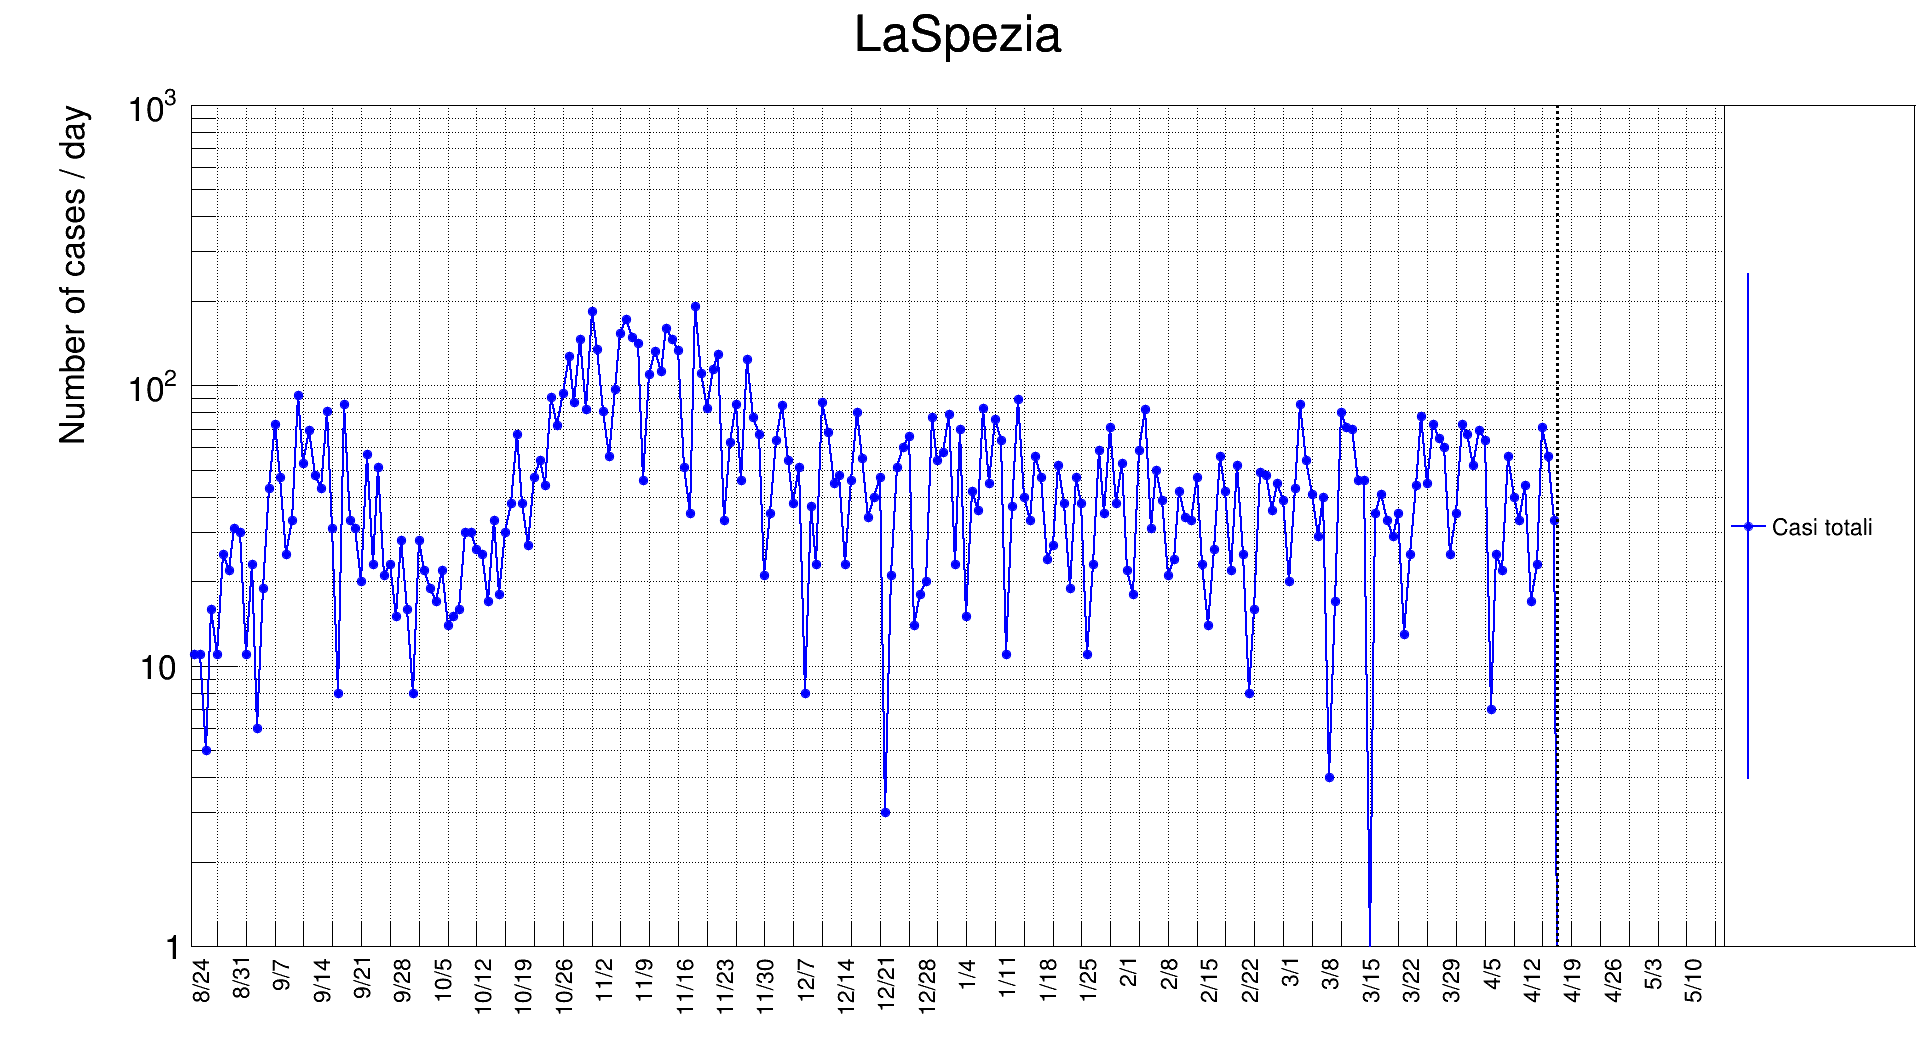 LaSpezia
Number of cases / day
10³
10²
10
1
8/24 8/31 9/7 9/14 9/21 9/28 10/5 10/12 10/19 10/26 11/2 11/9 11/16 11/23 11/30 12/7 12/14 12/21 12/28 1/4 1/11 1/18 1/25 2/1 2/8 2/15 2/22 3/1 3/8 3/15 3/22 3/29 4/5 4/12 4/19 4/26 5/3 5/10
Casi totali